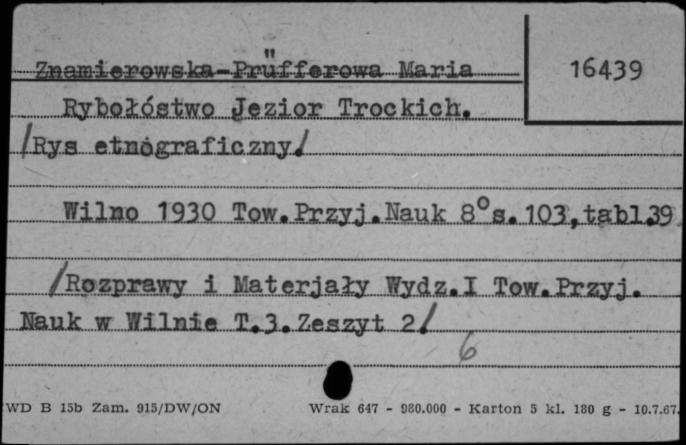 Znamierowska-Prüfferowa Maria
16439
Rybołóstwo Jezior Trockich.
/Rys etnograficzny/
Wilno 1930 Tow.Przyj.Nauk 8° s.103,tabl.39
/Rozprawy i Materjały Wydz.I Tow.Przyj.
Nauk w Wilnie T.3.Zeszyt 2/
6
WD B 15b Zam. 915/DW/ON Wrak 647 - 980.000 - Karton 5 kl. 180 g - 10.7.67.